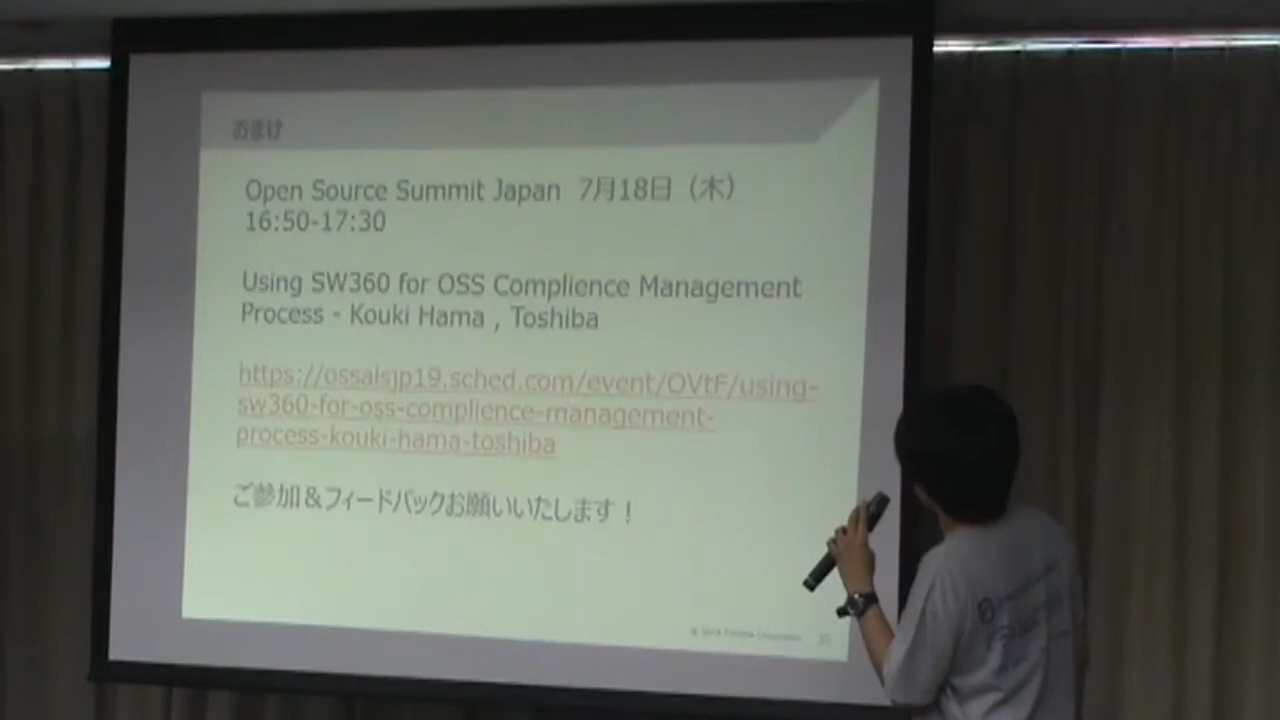 おまけ
Open Source Summit Japan 7月18日（木）
16:50-17:30
Using SW360 for OSS Complience Management
Process - Kouki Hama , Toshiba
https://ossalsjp19.sched.com/event/OVtF/using-
sw360-for-oss-complience-management-
process-kouki-hama-toshiba
ご参加＆フィードバックお願いいたします！